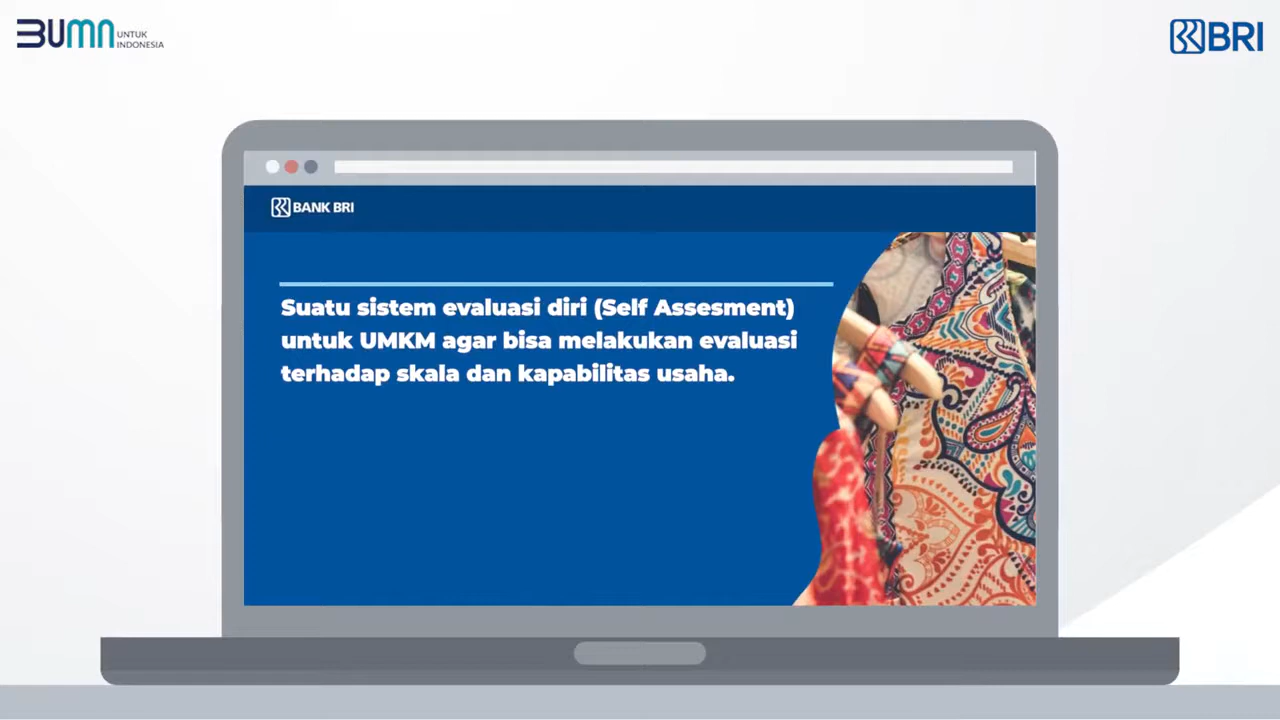 BUMN UNTUK
INDONESIA
BRI
BANK BRI
Suatu sistem evaluasi diri (Self Assesment)
untuk UMKM agar bisa melakukan evaluasi
terhadap skala dan kapabilitas usaha.